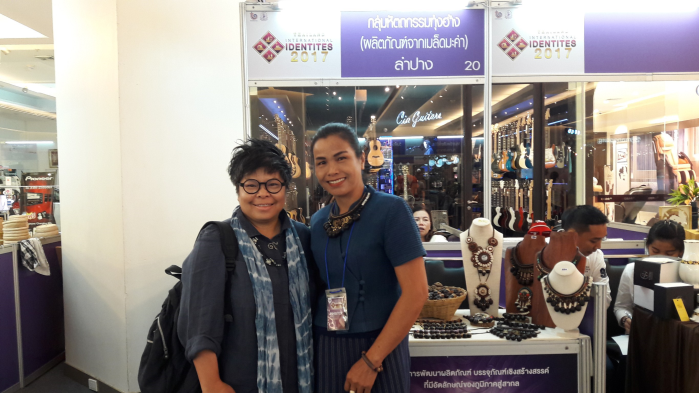 INTERNATIONAL
IDENTITES
2017
กลุ่มหัตถกรรมทุ่งฮ้าง
(ผลิตภัณฑ์จากเมล็ดมะค่า)
ลำปาง
20
INTERNATIONAL
IDENTITES
2017
Cia Guitars
การพัฒนาผลิตภัณฑ์ บรรจุภัณฑ์เชิงสร้างสรรค์
ที่มีอัตลักษณ์ของภูมิภาคสู่สากล